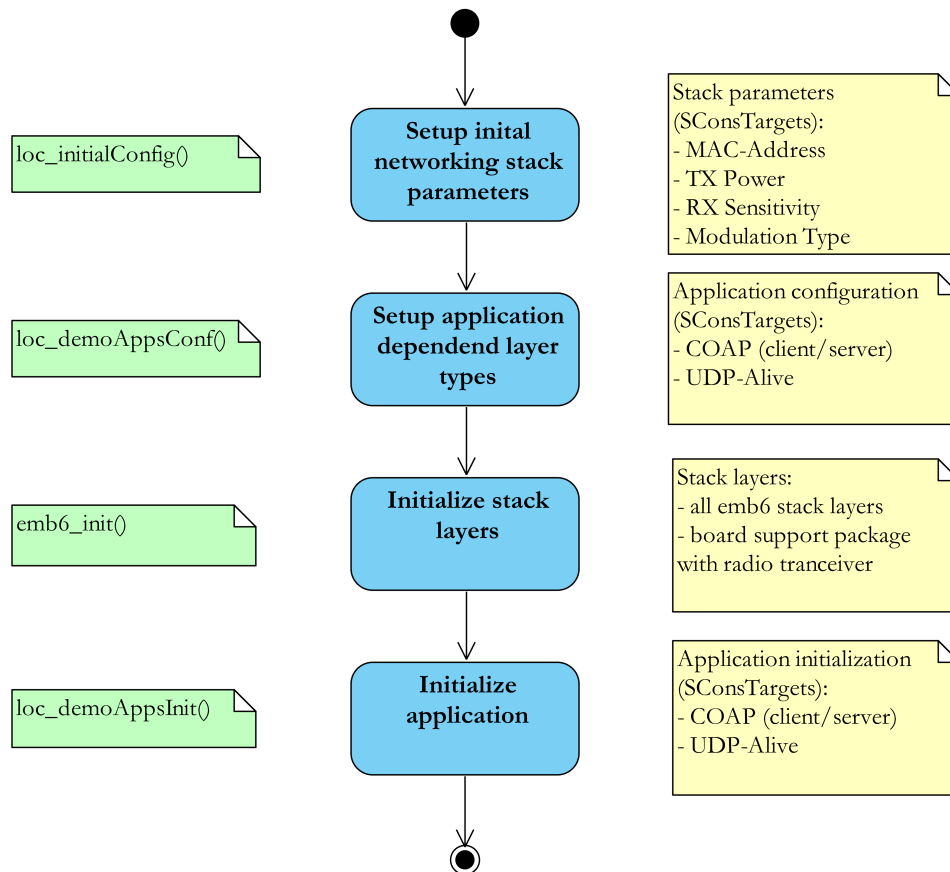 loc_initialConfig()
Setup inital
networking stack
parameters
Stack parameters
(SConsTargets):
- MAC-Address
- TX Power
- RX Sensitivity
- Modulation Type
loc_demoAppsConf()
Setup application
dependend layer
types
Application configuration
(SConsTargets):
- COAP (client/server)
- UDP-Alive
emb6_init()
Initialize stack
layers
Stack layers:
- all emb6 stack layers
- board support package
with radio tranceiver
loc_demoAppsInit()
Initialize
application
Application initialization
(SConsTargets):
- COAP (client/server)
- UDP-Alive